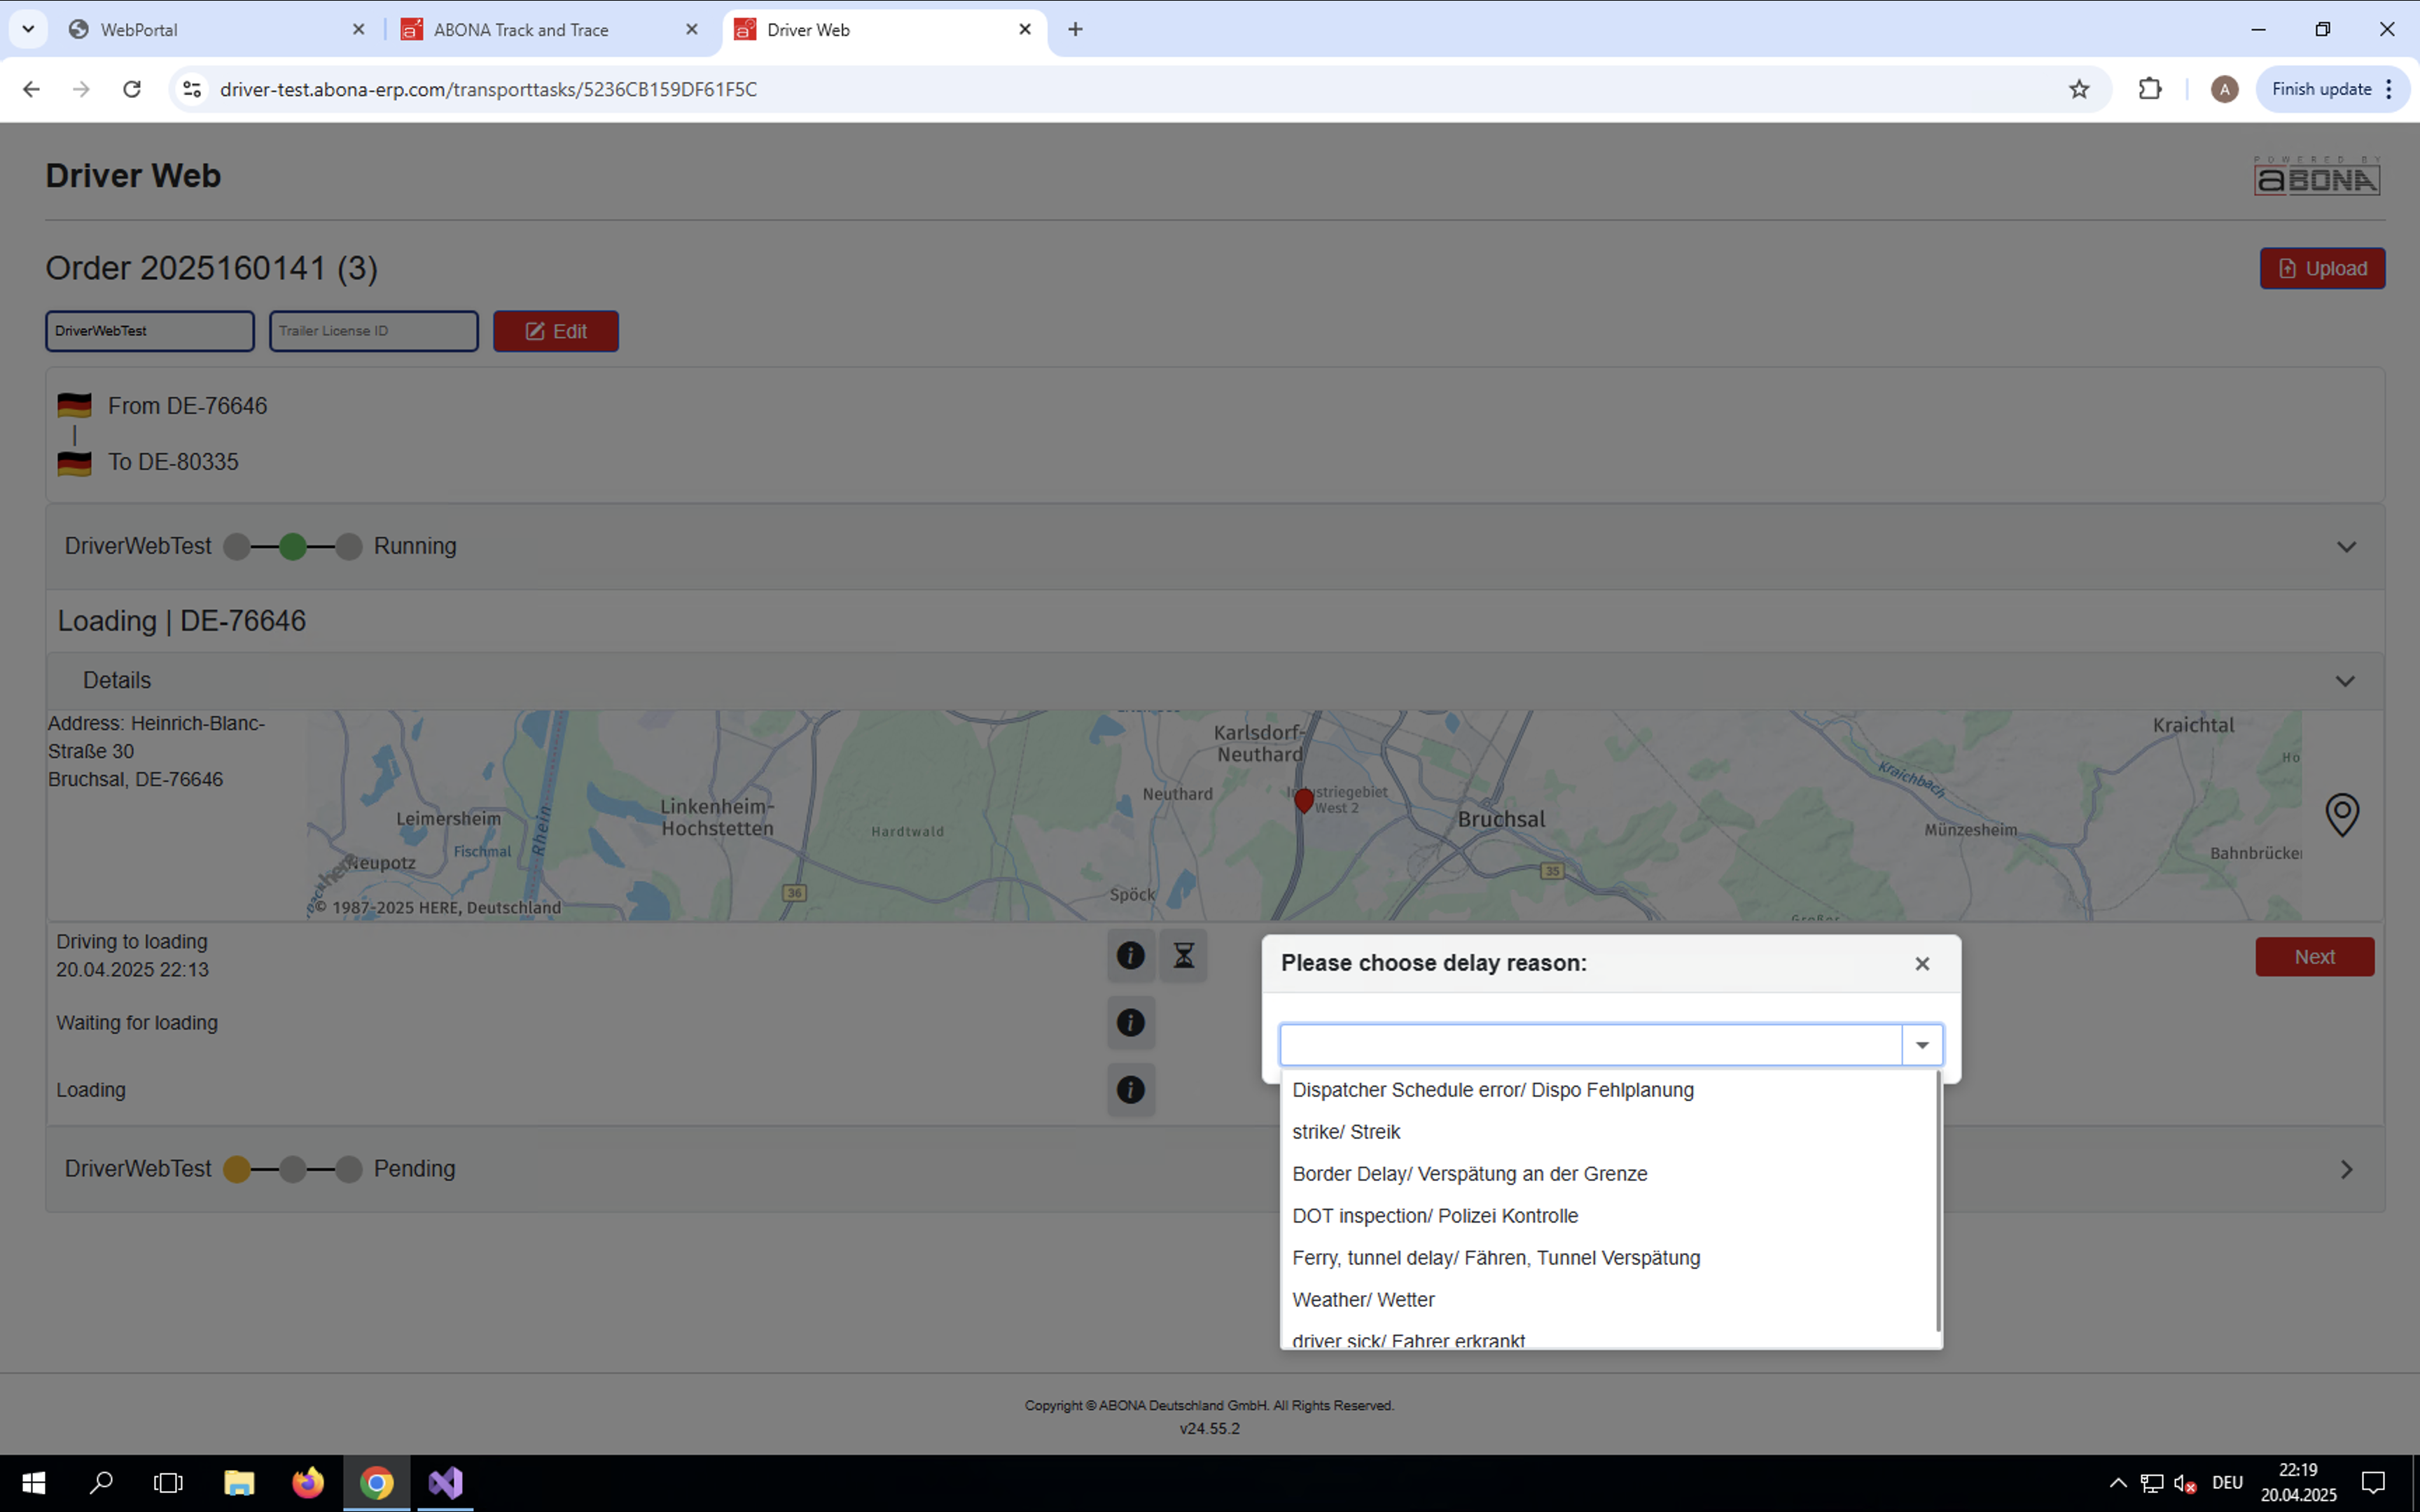 WebPortal
ABONA Track and Trace
Driver Web
driver-test.abona-erp.com/transporttasks/5236CB159DF61F5C
A
Finish update
Driver Web
POWERED BY
aBONA
Order 2025160141 (3)
Upload
DriverWebTest
Trailer License ID
Edit
From DE-76646
To DE-80335
DriverWebTest
Running
Loading | DE-76646
Details
Address: Heinrich-Blanc-
Straße 30
Bruchsal, DE-76646
Karlsdorf-
Neuthard
Kraichtal
Neuthard
Industriegebiet
West 2
Kraichbach
Linkenheim-
Hochstetten
Leimersheim
Rhein
Hardtwald
Bruchsal
Münzesheim
Fischmal
Neupotz
Bahnbrücke
36
35
Spöck
here
© 1987-2025 HERE, Deutschland
Driving to loading
20.04.2025 22:13
Waiting for loading
Loading
Next
Please choose delay reason:
Dispatcher Schedule error/ Dispo Fehlplanung
strike/ Streik
Border Delay/ Verspätung an der Grenze
DOT inspection/ Polizei Kontrolle
Ferry, tunnel delay/ Fähren, Tunnel Verspätung
Weather/ Wetter
driver sick/ Fahrer erkrankt
DriverWebTest
Pending
Copyright © ABONA Deutschland GmbH. All Rights Reserved.
v24.55.2
DEU
22:19
20.04.2025